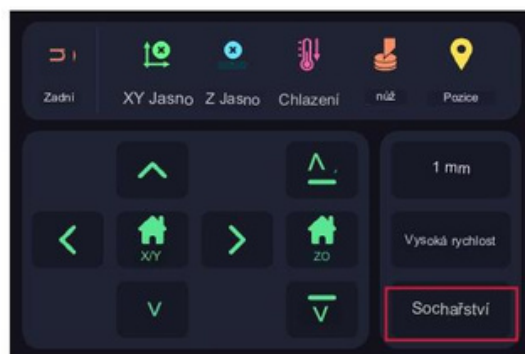 Zadní
XY Jasno
Z Jasno
Chlazení
nůž
Pozice
1 mm
X/Y
ZO
Vysoká rychlost
Sochařství